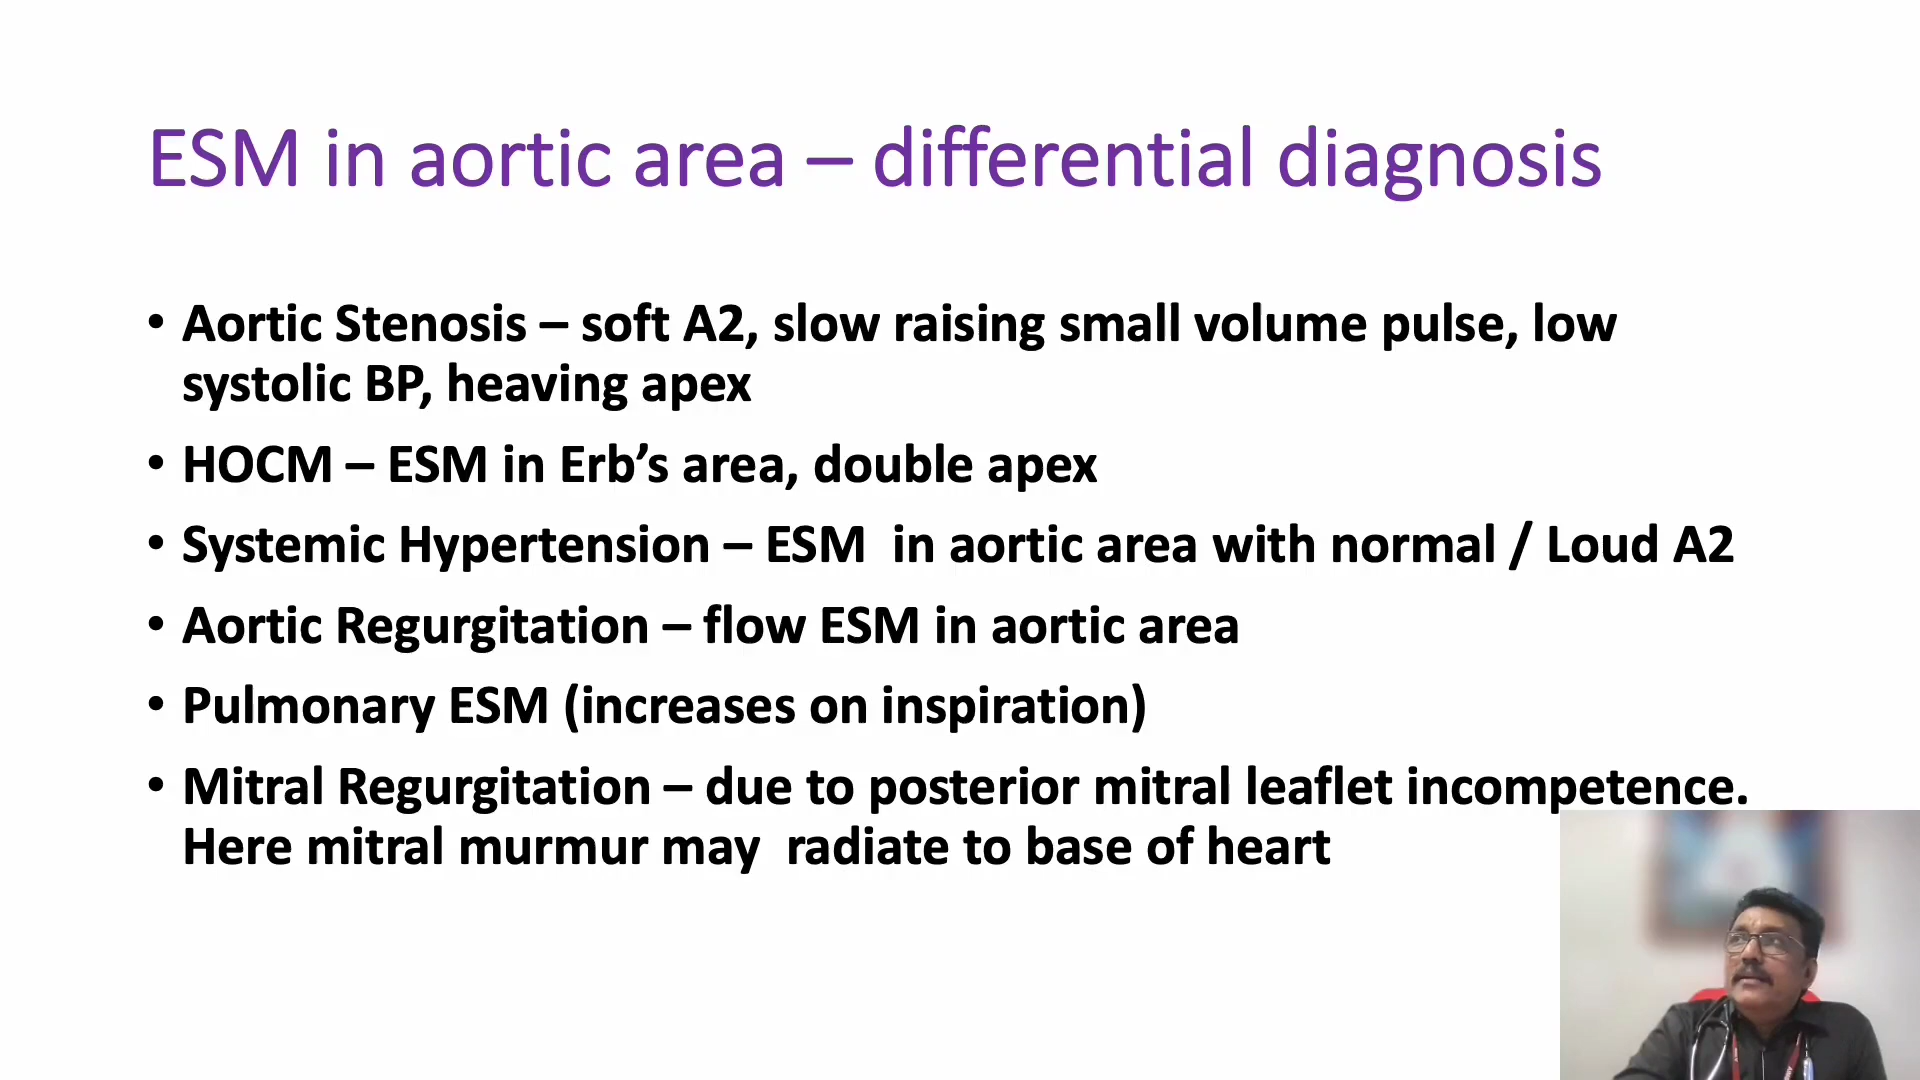 ESM in aortic area – differential diagnosis
• Aortic Stenosis – soft A2, slow raising small volume pulse, low
systolic BP, heaving apex
• HOCM – ESM in Erb’s area, double apex
• Systemic Hypertension – ESM  in aortic area with normal / Loud A2
• Aortic Regurgitation – flow ESM in aortic area
• Pulmonary ESM (increases on inspiration)
• Mitral Regurgitation – due to posterior mitral leaflet incompetence.
Here mitral murmur may  radiate to base of heart